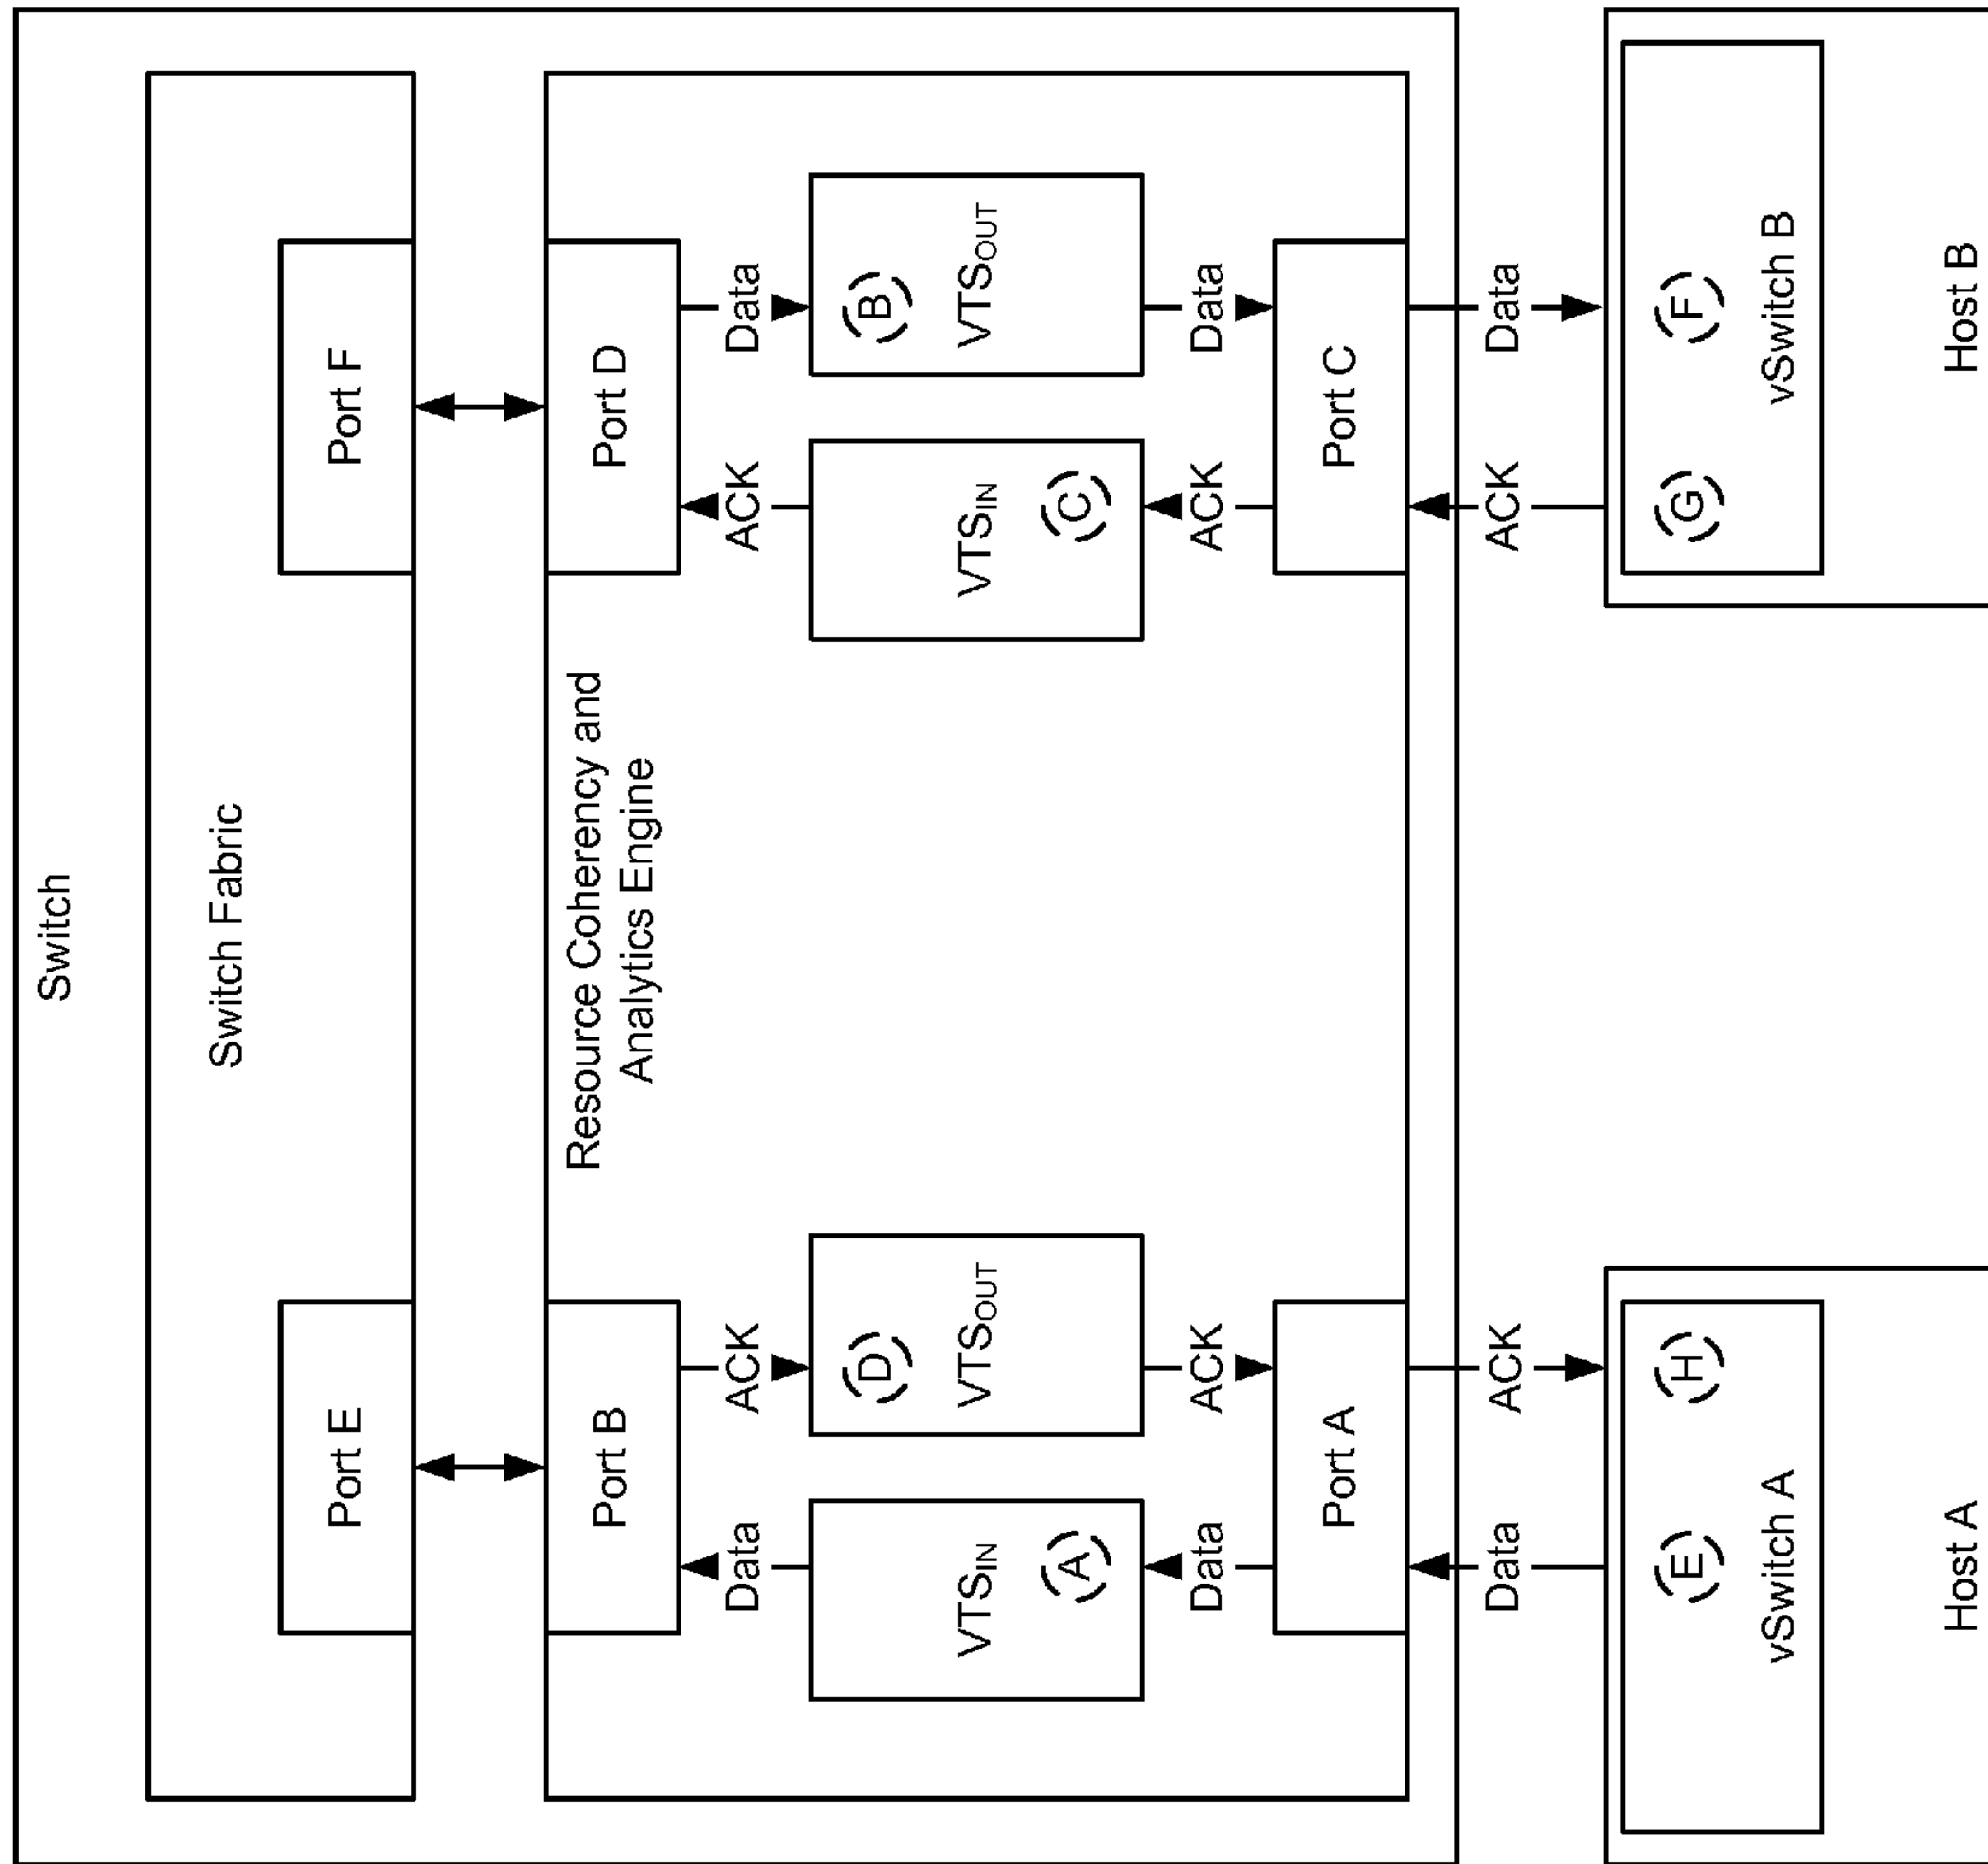 Switch
Switch Fabric
Port E
Port F
Port B
Resource Coherency and
Analytics Engine
Port D
Data
ACK
ACK
Data
VTSIN
A
D
VTSOUT
VTSIN
C
B
VTSOUT
Data
ACK
ACK
Data
Port A
Port C
Data
ACK
ACK
Data
E
H
G
F
vSwitch A
vSwitch B
Host A
Host B